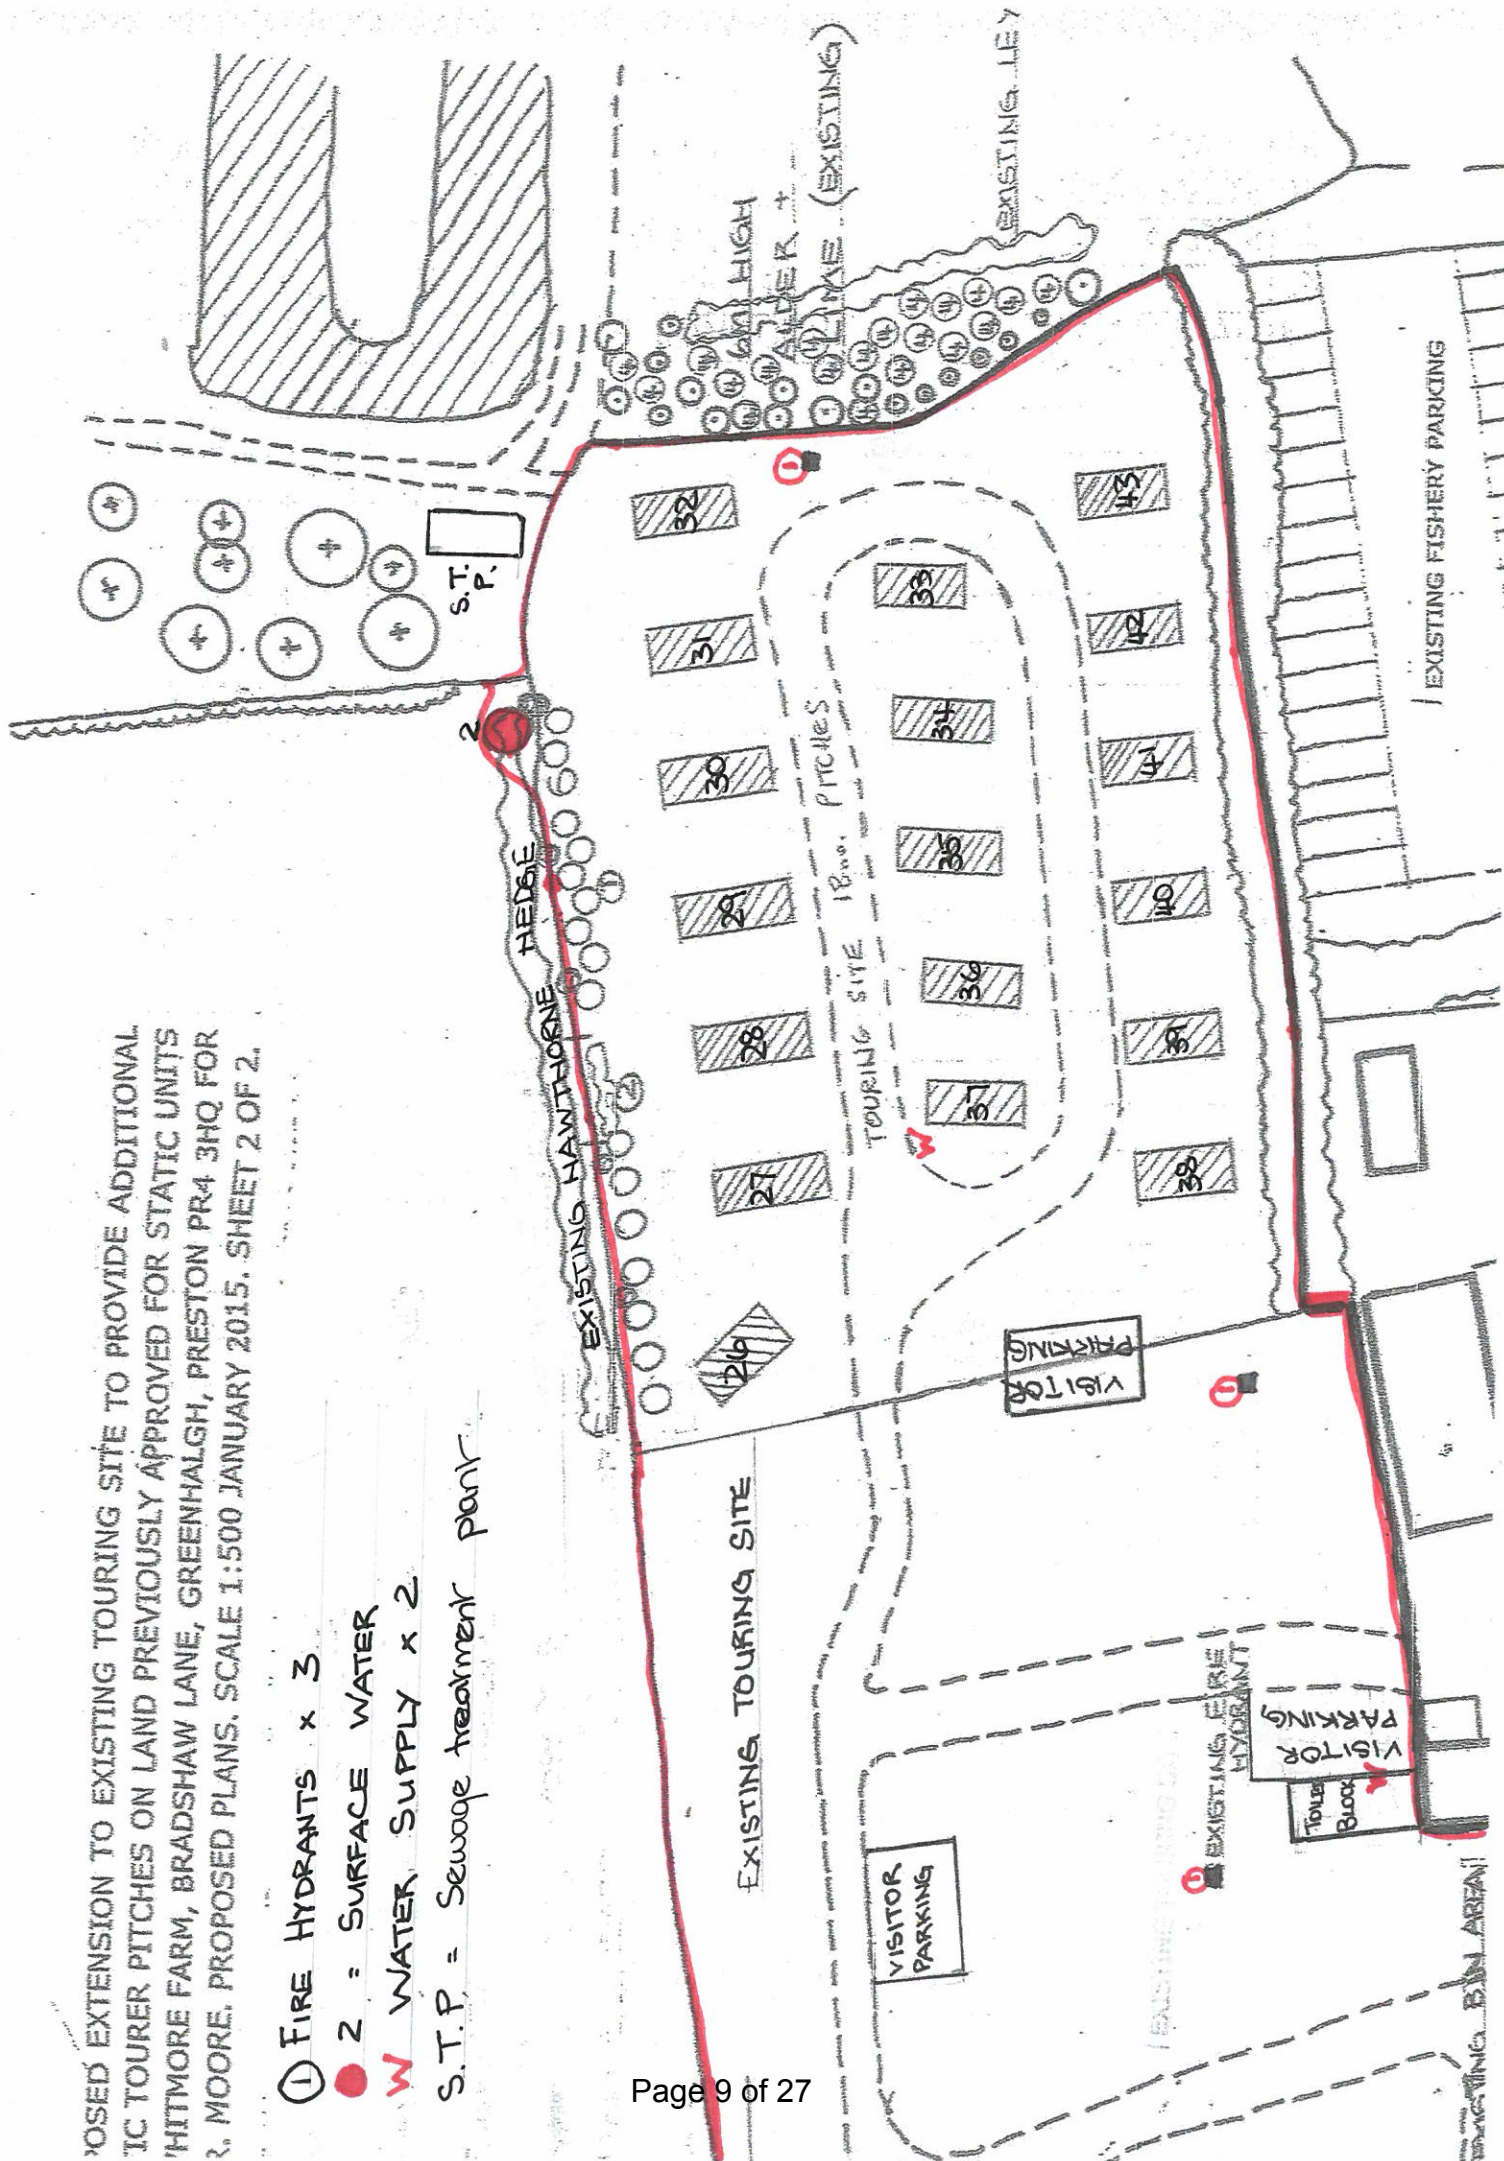 'OSED EXTENSION TO EXISTING TOURING SITE TO PROVIDE ADDITIONAL
IC TOURER PITCHES ON LAND PREVIOUSLY APPROVED FOR STATIC UNITS
HITMORE FARM, BRADSHAW LANE, GREENHALGH, PRESTON PR4 3HQ FOR
R. MOORE. PROPOSED PLANS. SCALE 1:500 JANUARY 2015. SHEET 2 OF 2.
1 FIRE HYDRANTS x 3
2 = SURFACE WATER
W WATER SUPPLY x 2
S.T.P. = Sewage treatment plant
S.T.
P.
2
EXISTING HAWTHORNE HEDGE
6M HIGH
ALDER +
LIME (EXISTING)
EXISTING LEY
26
27
28
29
30
31
32
1
2
1
TOURING SITE 18no. PITCHES
W
37
36
35
34
33
38
39
40
41
42
43
EXISTING FISHERY PARKING
VISITOR
PARKING
1
EXISTING TOURING SITE
VISITOR
PARKING
1
EXISTING FIRE
HYDRANT
TOILET
BLOCK
W
VISITOR
PARKING
BIN AREA
Page 9 of 27